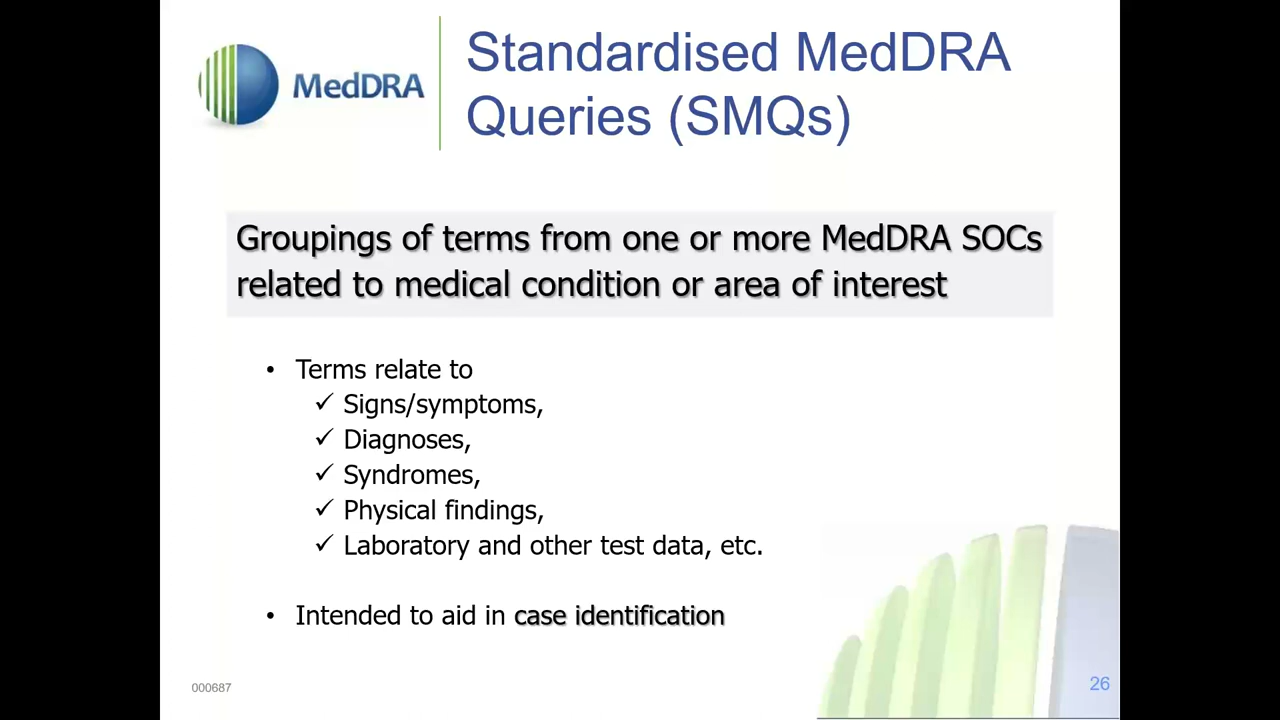 MedDRA
Standardised MedDRA
Queries (SMQs)
Groupings of terms from one or more MedDRA SOCs
related to medical condition or area of interest
• Terms relate to
✓ Signs/symptoms,
✓ Diagnoses,
✓ Syndromes,
✓ Physical findings,
✓ Laboratory and other test data, etc.
• Intended to aid in case identification
000687
26